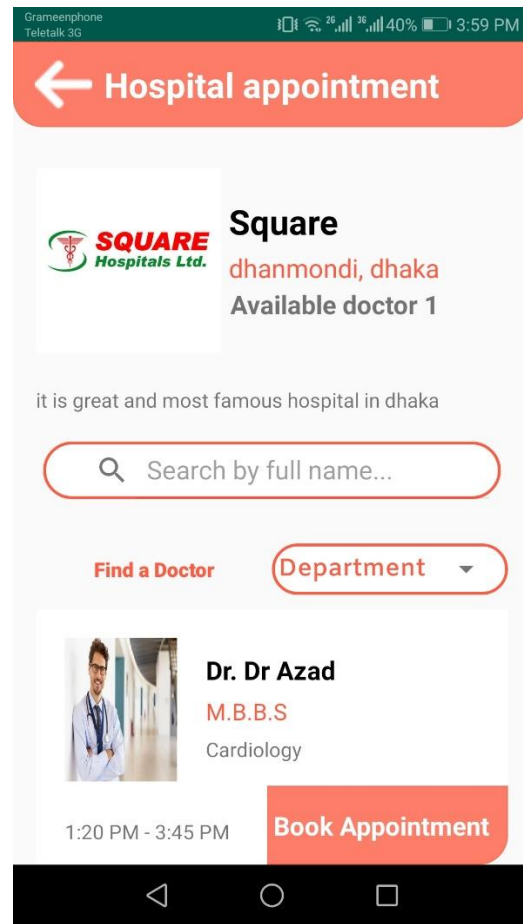 Grameenphone
Teletalk 3G
2G 3G 40% 3:59 PM
Hospital appointment
SQUARE
Hospitals Ltd.
Square
dhanmondi, dhaka
Available doctor 1
it is great and most famous hospital in dhaka
Search by full name...
Find a Doctor
Department
Dr. Dr Azad
M.B.B.S
Cardiology
1:20 PM - 3:45 PM
Book Appointment